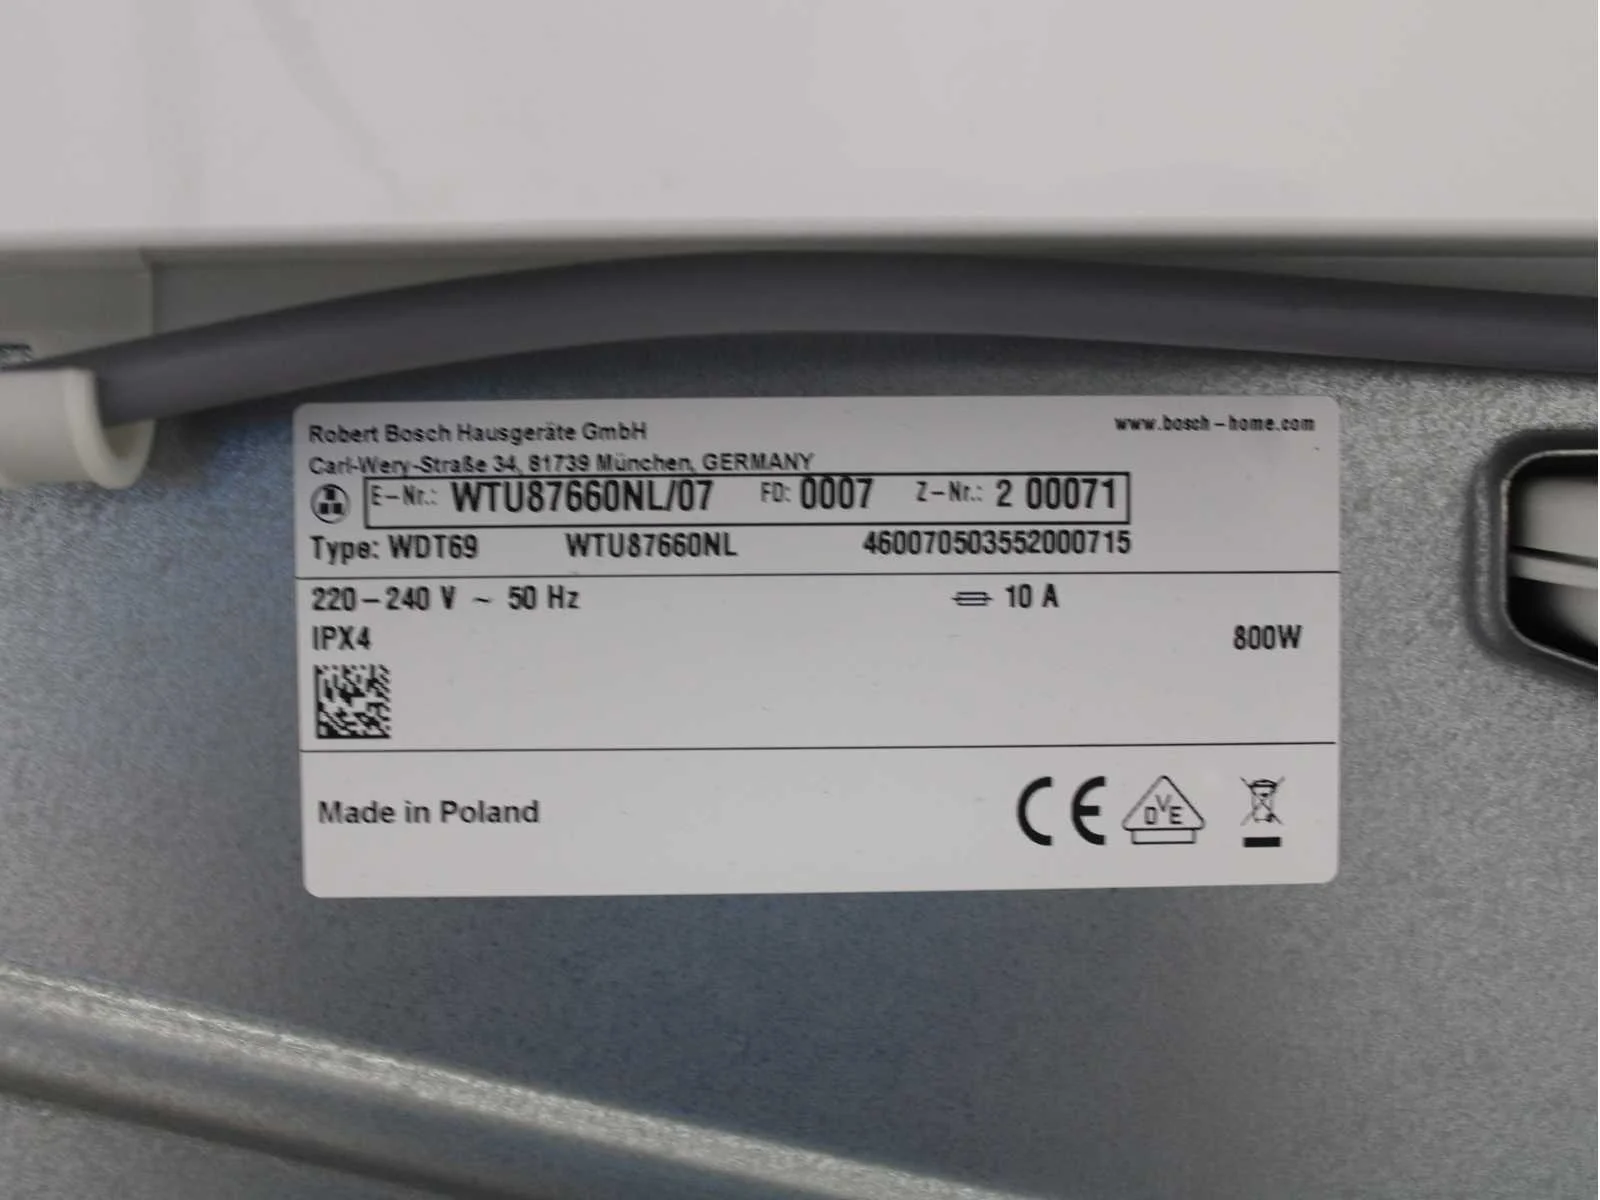 Robert Bosch Hausgeräte GmbH
www.bosch-home.com
Carl-Wery-Straße 34, 81739 München, GERMANY
E-Nr.: WTU87660NL/07 FD: 0007 Z-Nr.: 2 00071
Type: WDT69 WTU87660NL 460070503552000715
220-240 V ~ 50 Hz 10 A
IPX4 800W
Made in Poland CE DVE